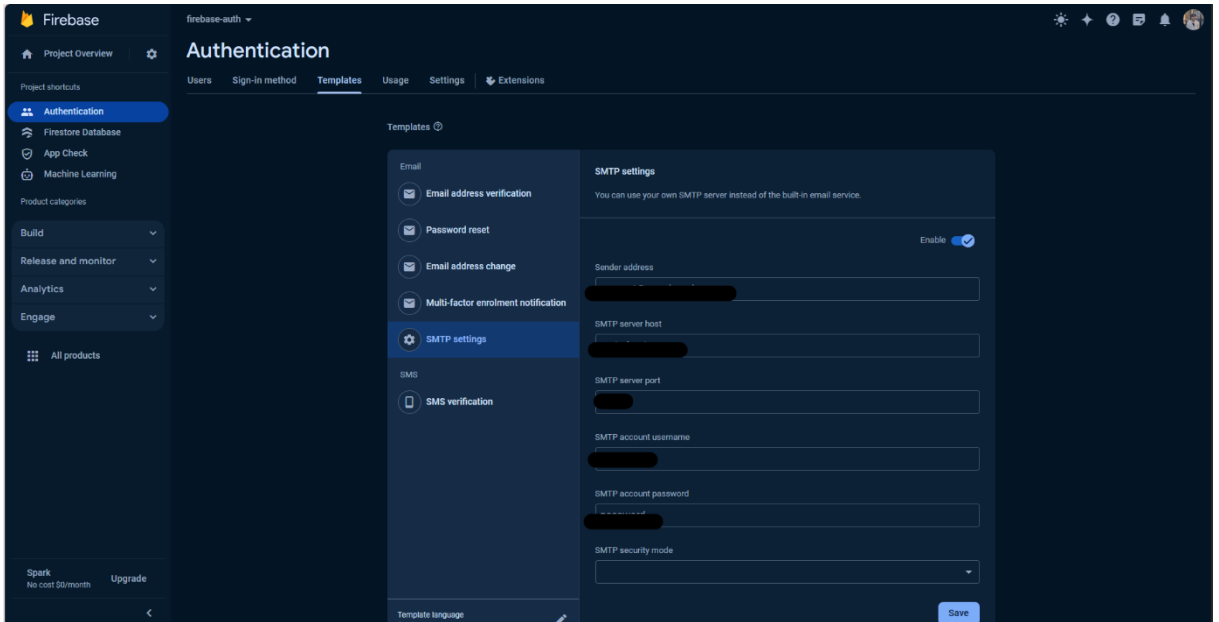 Firebase
firebase-auth
Project Overview
Authentication
Users Sign-in method Templates Usage Settings Extensions
Project shortcuts
Authentication
Firestore Database
App Check
Machine Learning
Product categories
Build
Release and monitor
Analytics
Engage
All products
Spark
No cost $0/month
Upgrade
Templates
Email
Email address verification
Password reset
Email address change
Multi-factor enrolment notification
SMTP settings
SMS
SMS verification
Template language
SMTP settings
You can use your own SMTP server instead of the built-in email service.
Enable
Sender address
SMTP server host
SMTP server port
SMTP account username
SMTP account password
SMTP security mode
Save